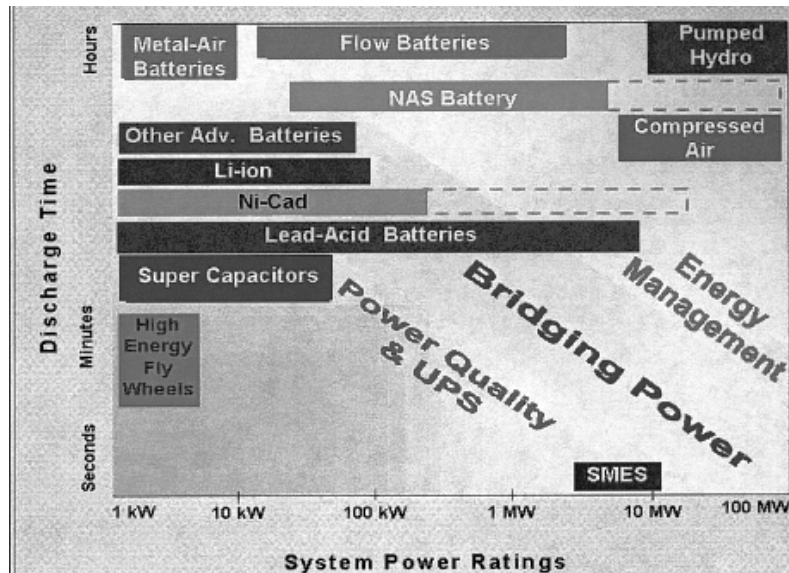 Hours
Minutes
Seconds
Discharge Time
Metal-Air
Batteries
Flow Batteries
Pumped
Hydro
NAS Battery
Other Adv. Batteries
Compressed
Air
Li-ion
Ni-Cad
Lead-Acid Batteries
Super Capacitors
High
Energy
Fly
Wheels
Power Quality
& UPS
Bridging Power
Energy
Management
SMES
1 kW 10 kW 100 kW 1 MW 10 MW 100 MW
System Power Ratings